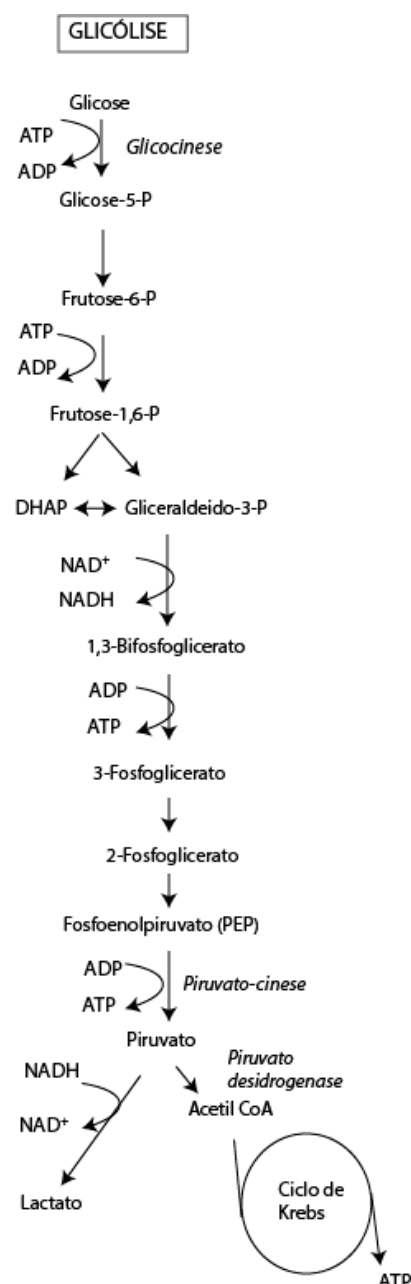 GLICÓLISE
Glicose
ATP
Glicocinese
ADP
Glicose-5-P
Frutose-6-P
ATP
ADP
Frutose-1,6-P
DHAP
Gliceraldeido-3-P
NAD+
NADH
1,3-Bifosfoglicerato
ADP
ATP
3-Fosfoglicerato
2-Fosfoglicerato
Fosfoenolpiruvato (PEP)
ADP
Piruvato-cinese
ATP
Piruvato
Piruvato
desidrogenase
NADH
Acetil CoA
NAD+
Lactato
Ciclo de
Krebs
ATP